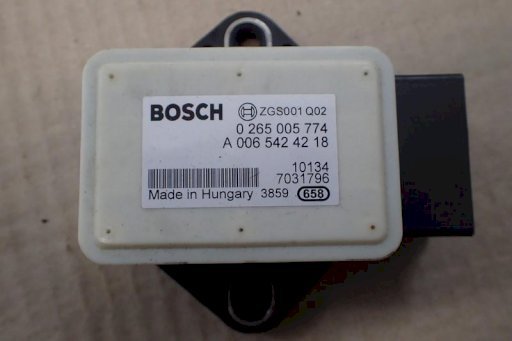 BOSCH ZGS001 Q02
0 265 005 774
A 006 542 42 18
10134
7031796
Made in Hungary 3859 658